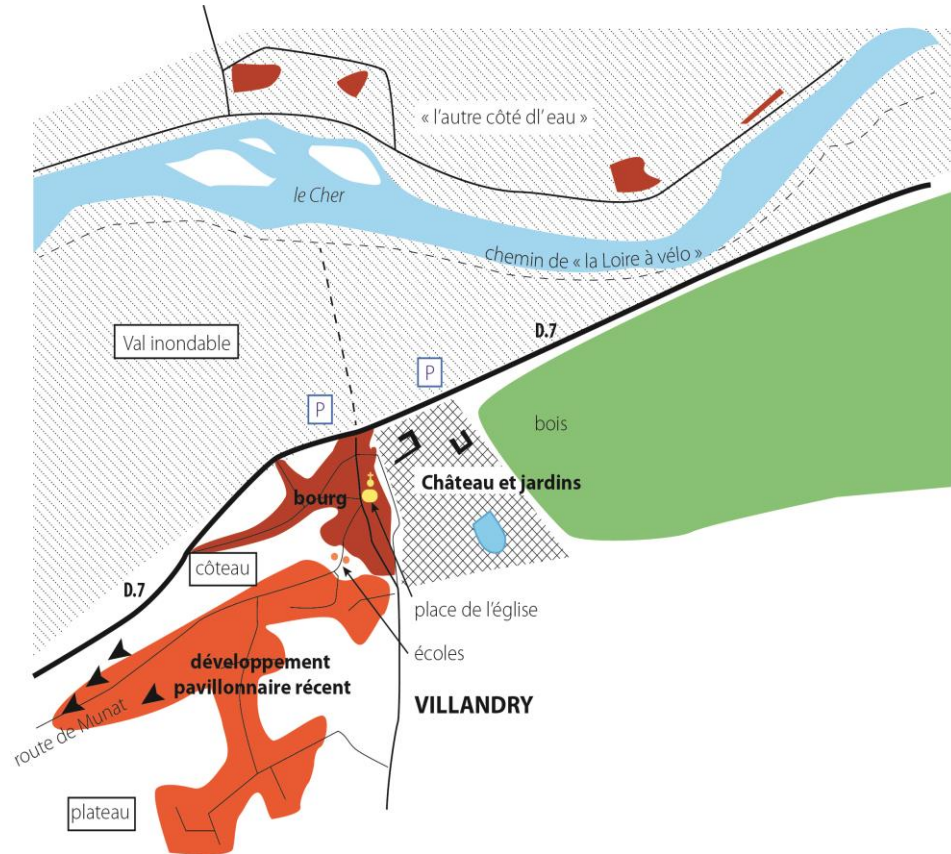 « l'autre côté dl' eau »
le Cher
chemin de « la Loire à vélo »
D.7
Val inondable
P
P
bois
Château et jardins
bourg
côteau
D.7
place de l'église
écoles
développement
pavillonnaire récent
VILLANDRY
route de Munat
plateau